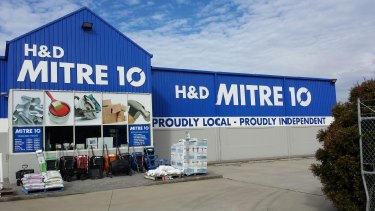 H&D
MITRE 10
H&D MITRE 10
PROUDLY LOCAL - PROUDLY INDEPENDENT
MITRE 10
MITRE 10